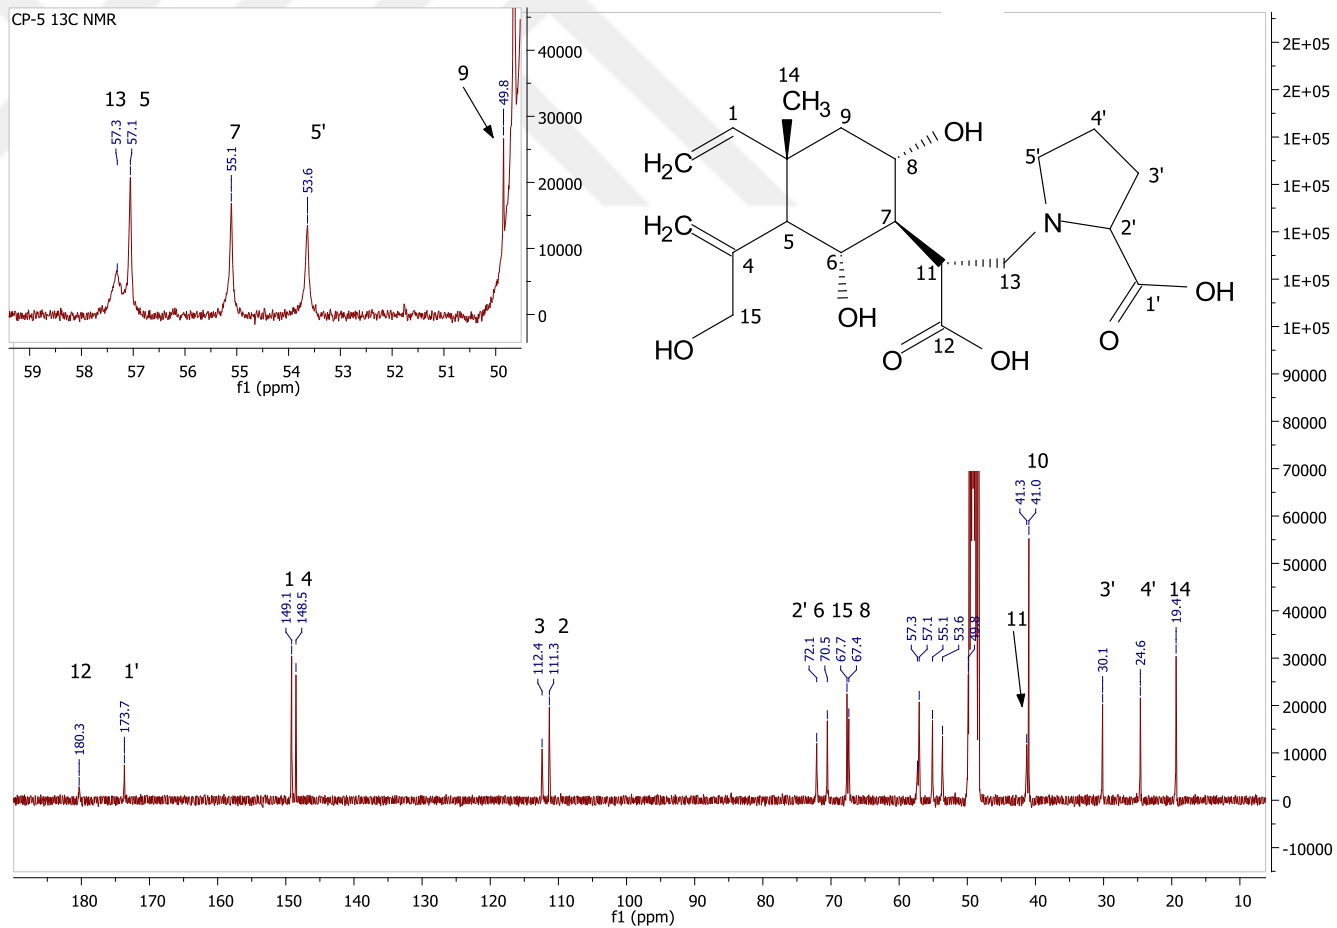 CP-5 13C NMR
9
13 5
7
5'
57.3
57.1
55.1
53.6
49.8
40000
30000
20000
10000
0
59 58 57 56 55 54 53 52 51 50
f1 (ppm)
14
CH3
1
9
H2C
OH
8
4'
5'
3'
H2C
7
N
2'
5
4
6
11
13
15
OH
1'
OH
HO
12
O
OH
O
2E+05
2E+05
1E+05
1E+05
1E+05
1E+05
1E+05
90000
80000
70000
60000
50000
40000
30000
20000
10000
0
-10000
12
1'
1 4
3 2
2' 6 15 8
11
10
3' 4' 14
180.3
173.7
149.1
148.5
112.4
111.3
72.1
70.5
67.7
67.4
57.3
57.1
55.1
53.6
49.8
41.3
41.0
30.1
24.6
19.4
180 170 160 150 140 130 120 110 100 90 80 70 60 50 40 30 20 10
f1 (ppm)